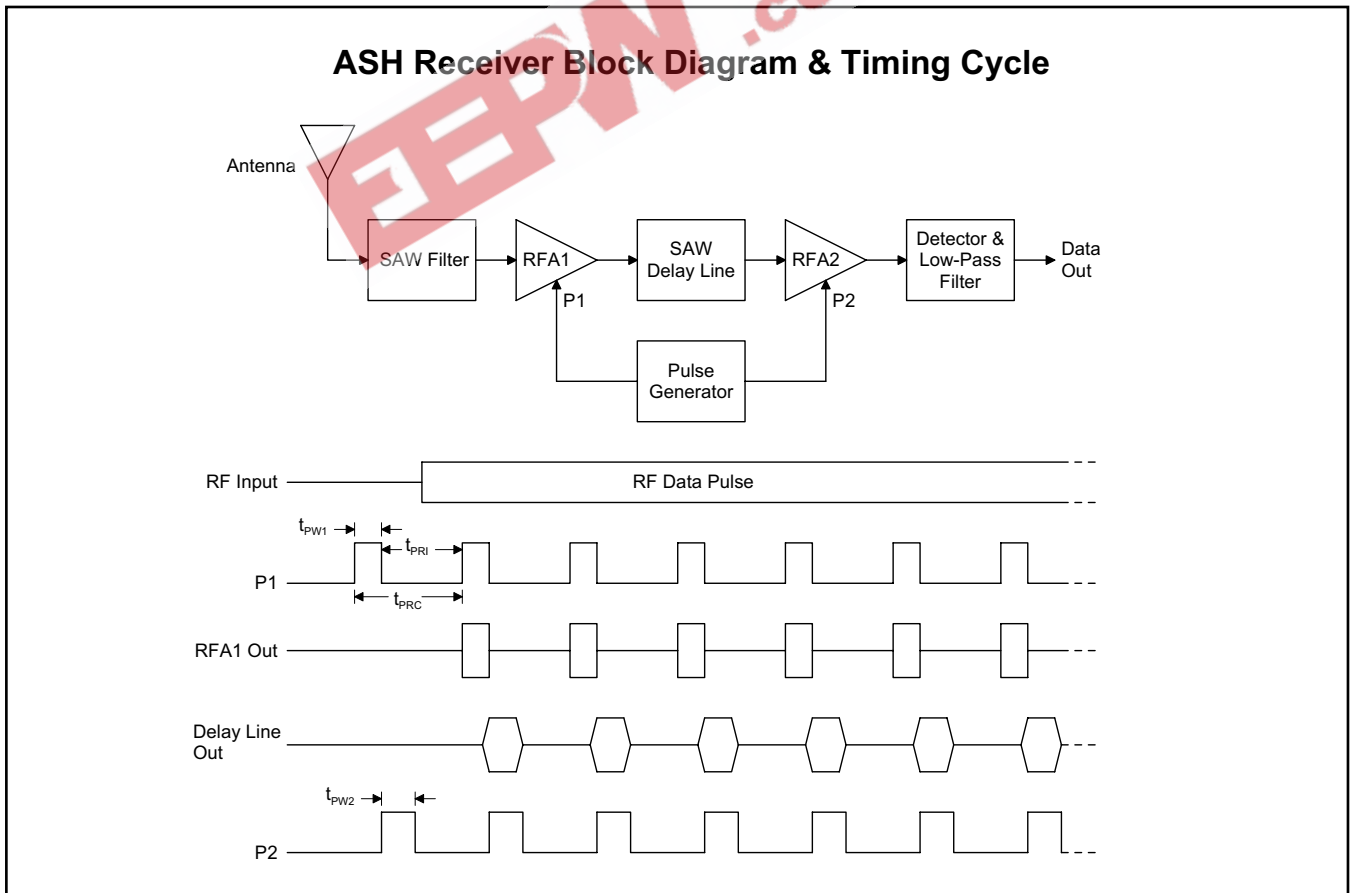 ASH Receiver Block Diagram & Timing Cycle
EEPW .co
Antenna
SAW Filter
RFA1
SAW
Delay Line
RFA2
Detector &
Low-Pass
Filter
Data
Out
P1
P2
Pulse
Generator
RF Input
RF Data Pulse
tPW1
tPRI
P1
tPRC
RFA1 Out
Delay Line
Out
tPW2
P2